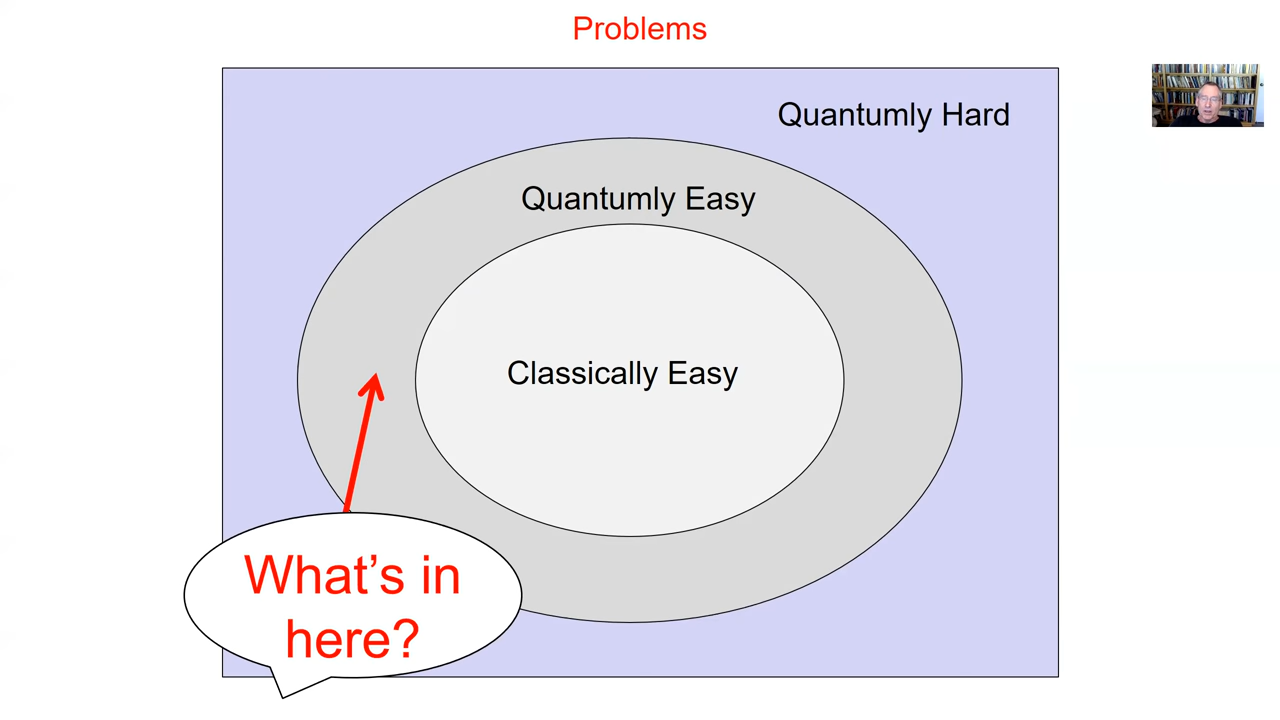 Problems
Quantumly Hard
Quantumly Easy
Classically Easy
What’s in
here?